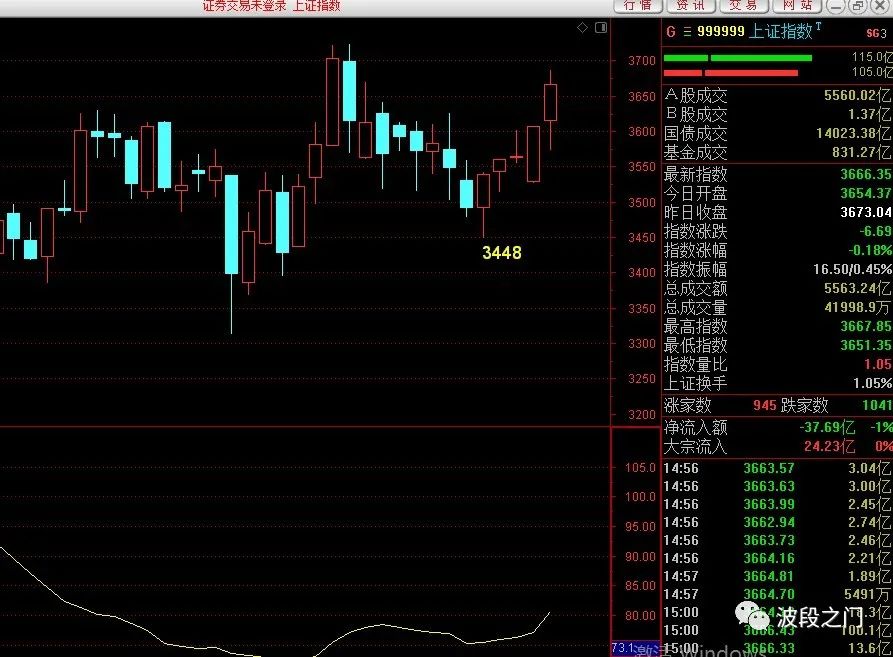 证券交易未登录 上证指数
行情 资讯 交易 网站
G 三 999999 上证指数T SG3
115.0亿
105.0亿
3700
3650
3600
3550
3500
3450
3400
3350
3300
3250
3200
3448
A股成交 5560.02亿
B股成交 1.37亿
国债成交 14023.38亿
基金成交 831.27亿
最新指数 3666.35
今日开盘 3654.37
昨日收盘 3673.04
指数涨跌 -6.69
指数涨幅 -0.18%
指数振幅 16.50/0.45%
总成交额 5563.24亿
总成交量 41998.9万
最高指数 3667.85
最低指数 3651.35
指数量比 1.05
上证换手 1.05%
涨家数 945 跌家数 1041
净流入额 -37.69亿 -1%
大宗流入 24.23亿 0%
105.0
100.0
95.00
90.00
85.00
80.00
73.1
14:56 3663.57 3.04亿
14:56 3663.63 3.00亿
14:56 3663.99 2.45亿
14:56 3662.94 2.74亿
14:56 3663.73 2.46亿
14:56 3664.16 2.21亿
14:57 3664.81 1.89亿
14:57 3664.70 5491万
15:00
15:00 3666.43
15:00 3666.33 13.6亿
波段之门
激活 Windows